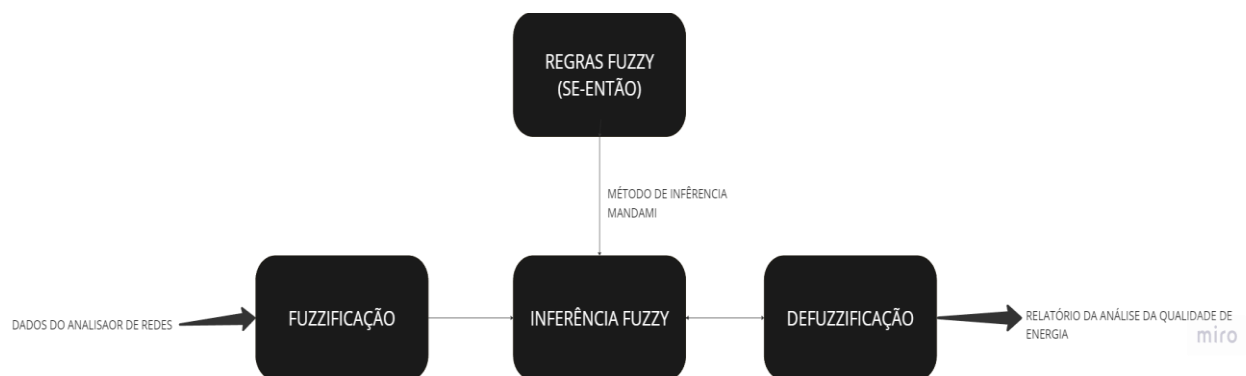 REGRAS FUZZY
(SE-ENTÃO)
MÉTODO DE INFÊRENCIA
MANDAMI
DADOS DO ANALISAOR DE REDES
FUZZIFICAÇÃO
INFERÊNCIA FUZZY
DEFUZZIFICAÇÃO
RELATÓRIO DA ANÁLISE DA QUALIDADE DE
ENERGIA
miro